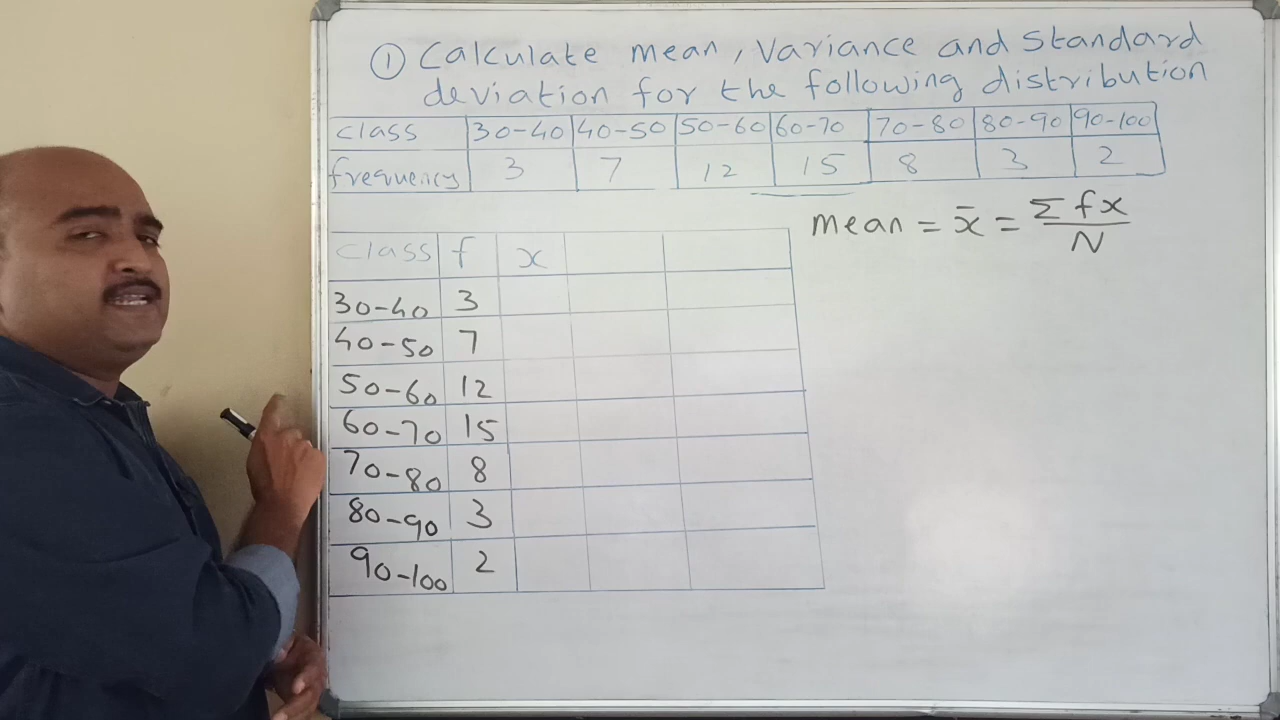 ① Calculate mean, variance and standard
deviation for the following distribution
class 30-40 40-50 50-60 60-70 70-80 80-90 90-100
frequency 3 7 12 15 8 3 2
mean = x̄ = Σfx / N
class f x
30-40 3
40-50 7
50-60 12
60-70 15
70-80 8
80-90 3
90-100 2